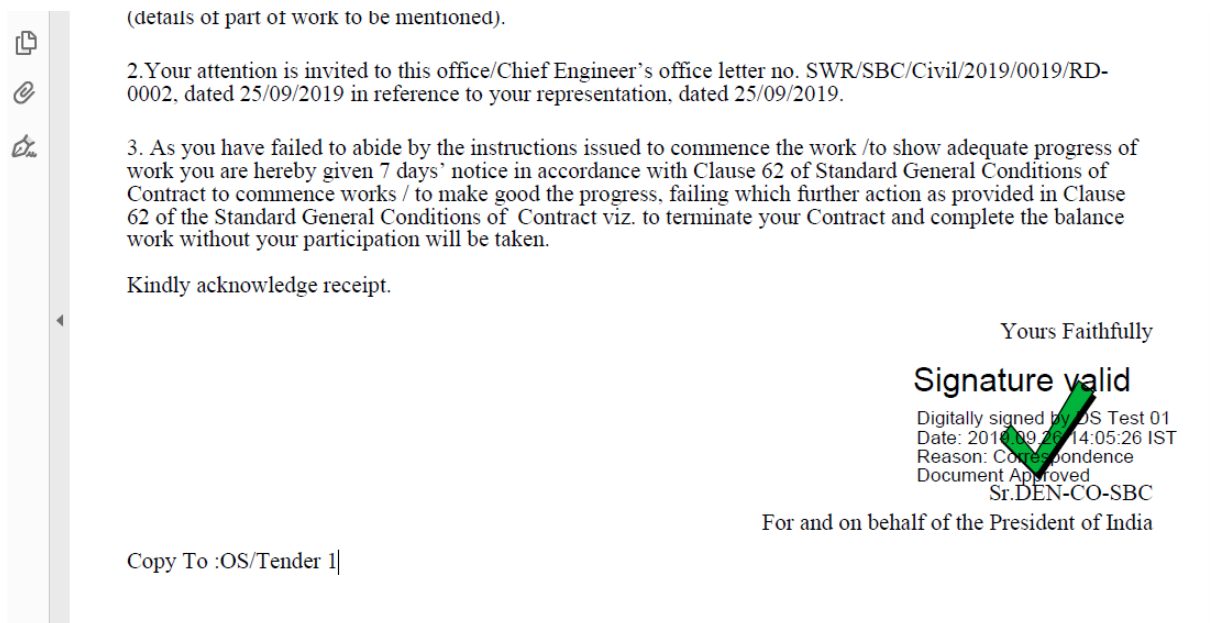 (details of part of work to be mentioned).
2.Your attention is invited to this office/Chief Engineer’s office letter no. SWR/SBC/Civil/2019/0019/RD-
0002, dated 25/09/2019 in reference to your representation, dated 25/09/2019.
3. As you have failed to abide by the instructions issued to commence the work /to show adequate progress of
work you are hereby given 7 days’ notice in accordance with Clause 62 of Standard General Conditions of
Contract to commence works / to make good the progress, failing which further action as provided in Clause
62 of the Standard General Conditions of Contract viz. to terminate your Contract and complete the balance
work without your participation will be taken.
Kindly acknowledge receipt.
Yours Faithfully
Signature valid
Digitally signed by DS Test 01
Date: 2019.09.26 14:05:26 IST
Reason: Correspondence
Document Approved
Sr.DEN-CO-SBC
For and on behalf of the President of India
Copy To :OS/Tender 1